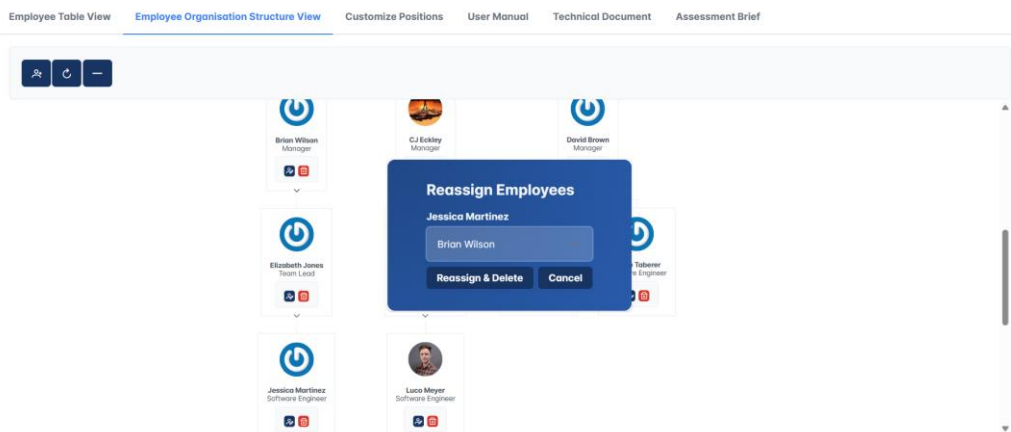 Employee Table View
Employee Organisation Structure View
Customize Positions
User Manual
Technical Document
Assessment Brief
Brian Wilson
Manager
CJ Eckley
Manager
David Brown
Manager
Reassign Employees
Jessica Martinez
Brian Wilson
Reassign & Delete
Cancel
Elizabeth Jones
Team Lead
Taberer
Engineer
Jessica Martinez
Software Engineer
Luco Meyer
Software Engineer